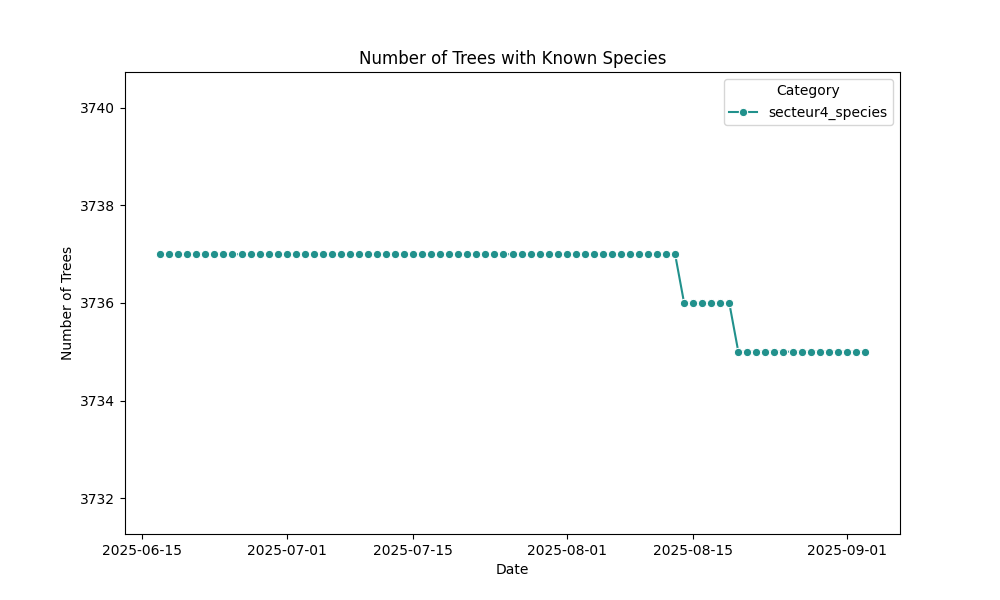 Number of Trees with Known Species
Category
secteur4_species
3740
3738
3736
3734
3732
Number of Trees
2025-06-15
2025-07-01
2025-07-15
2025-08-01
2025-08-15
2025-09-01
Date